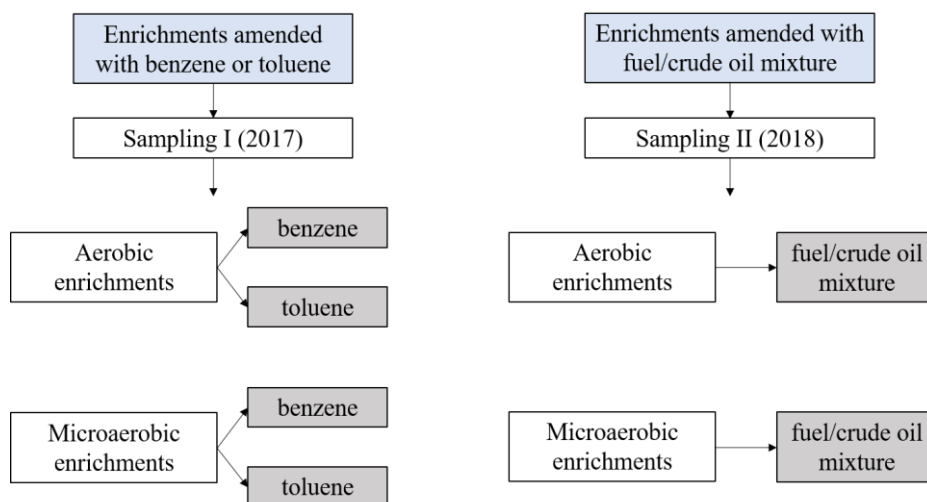 Enrichments amended
with benzene or toluene
Sampling I (2017)
Aerobic
enrichments
benzene
toluene
Microaerobic
enrichments
benzene
toluene
Enrichments amended with
fuel/crude oil mixture
Sampling II (2018)
Aerobic
enrichments
fuel/crude oil
mixture
Microaerobic
enrichments
fuel/crude oil
mixture